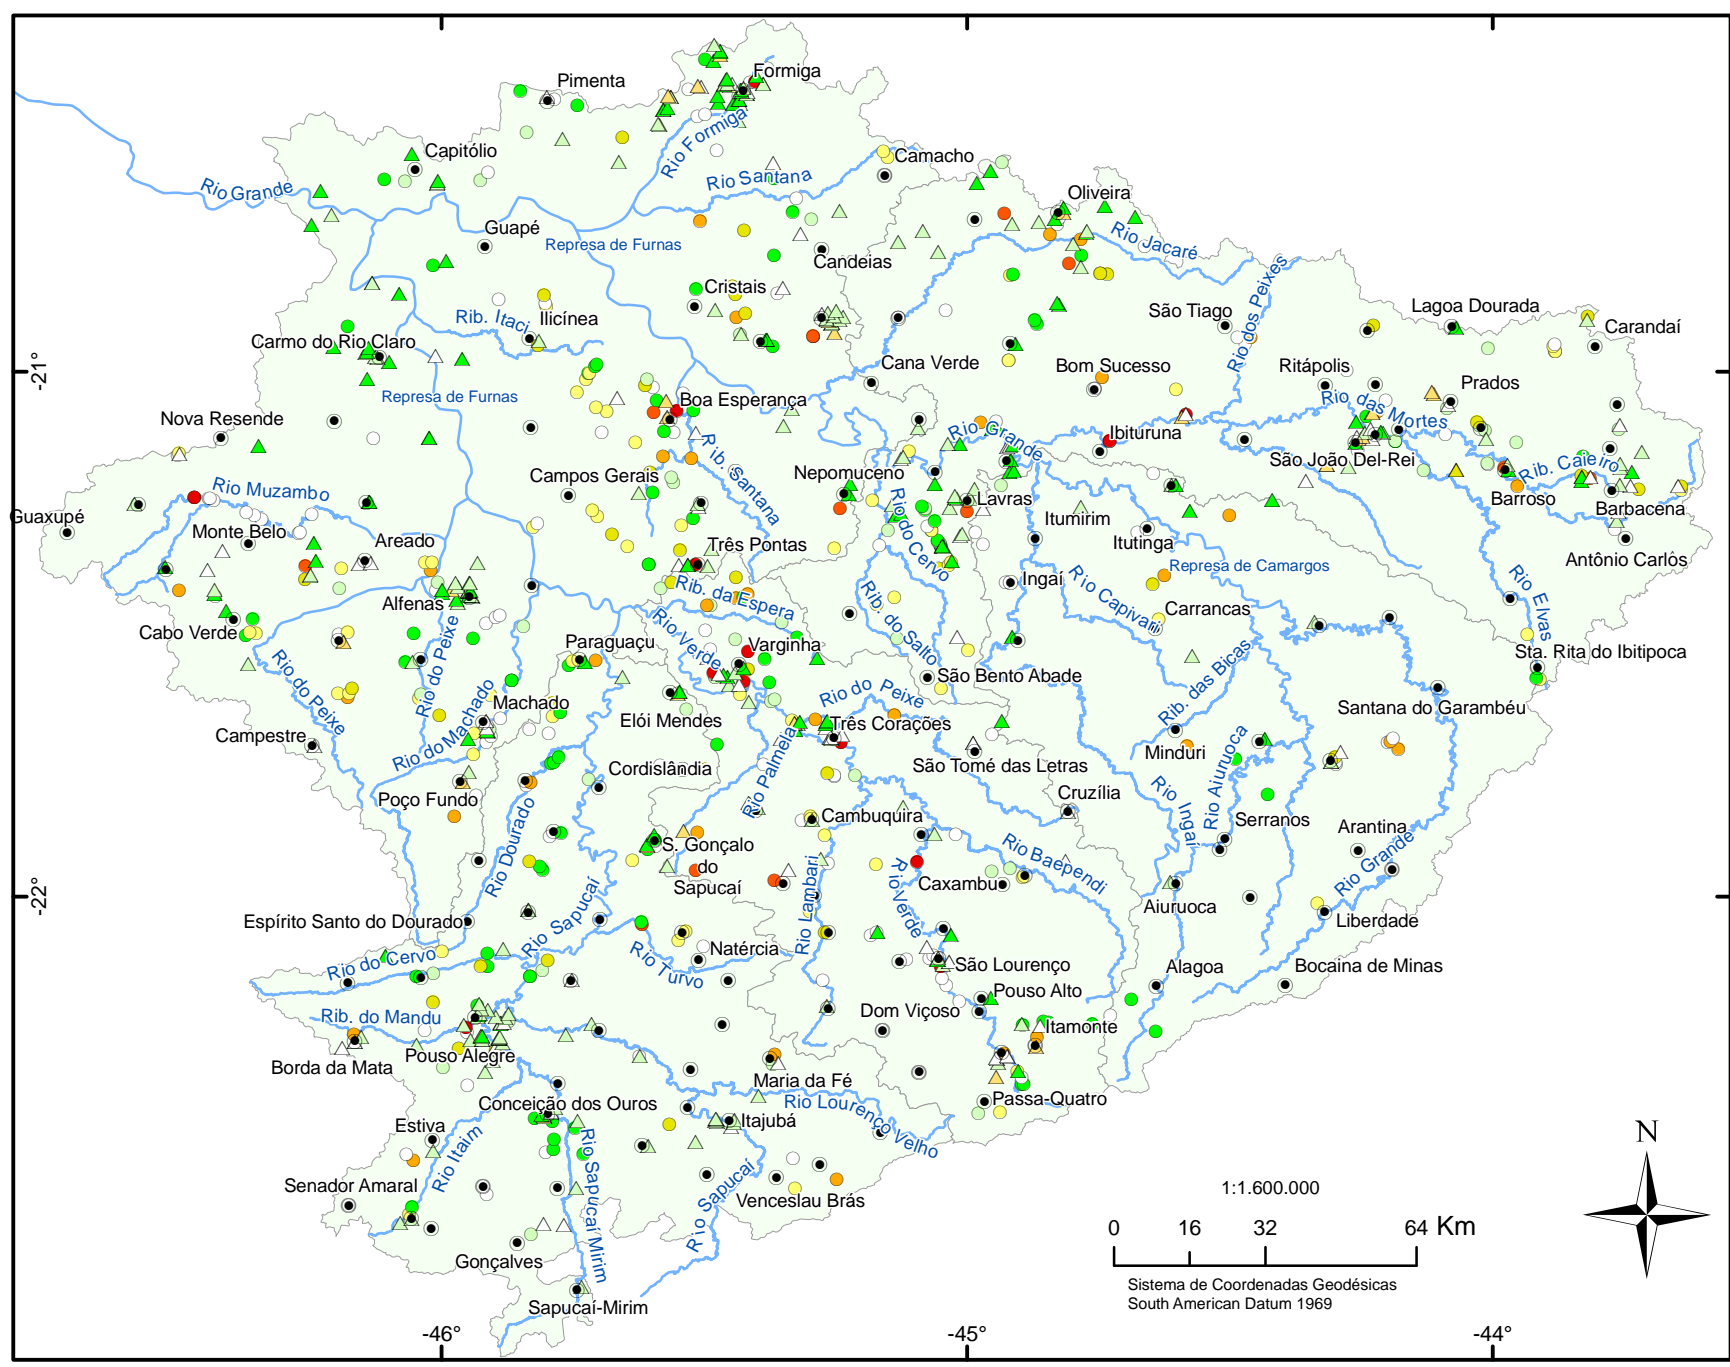 Formiga
Pimenta
Rio Formiga
Capitólio
Camacho
Rio Santana
Rio Grande
Oliveira
Guapé
Represa de Furnas
Rio Jacaré
Candeias
Rio dos Peixes
Cristais
São Tiago
Lagoa Dourada
Rib. Itaci
Ilicínea
Carandaí
Carmo do Rio Claro
-21°
Cana Verde
Bom Sucesso
Ritápolis
Prados
Represa de Furnas
Boa Esperança
Rio das Mortes
Nova Resende
Rio Grande
Ibituruna
São João Del-Rei
Rib. Santana
Nepomuceno
Rib. Caieiro
Campos Gerais
Rio Muzambo
Lavras
Barroso
Barbacena
Guaxupé
Monte Belo
Areado
Rio do Cervo
Itumirim
Itutinga
Três Pontas
Antônio Carlos
Represa de Camargos
Ingaí
Rio Capivari
Rio Elvas
Rib. da Espera
Alfenas
Carrancas
Rib. do Salto
Cabo Verde
Rio Verde
Paraguaçu
Varginha
Sta. Rita do Ibitipoca
Rio do Peixe
Rio do Peixe
São Bento Abade
Rib. das Bicas
Rio do Peixe
Machado
Elói Mendes
Três Corações
Santana do Garambéu
Campestre
Rio do Machado
Minduri
São Tomé das Letras
Rio Palmeia
Cordislândia
Rio Aiuruoca
Rio Ingaí
Poço Fundo
Cruzília
Cambuquira
Serranos
Arantina
S. Gonçalo
do
Sapucaí
Rio Dourado
Rio Baependi
Rio Grande
Caxambu
-22°
Rio Verde
Rio Lambari
Aiuruoca
Liberdade
Espírito Santo do Dourado
Rio Sapucaí
Natércia
Rio Turvo
Rio do Cervo
São Lourenço
Alagoa
Bocaina de Minas
Pouso Alto
Rib. do Mandu
Dom Viçoso
Itamonte
Pouso Alegre
Borda da Mata
Maria da Fé
Conceição dos Ouros
Rio Lourenço Velho
Passa-Quatro
Itajubá
Estiva
Rio Itaim
Rio Sapucaí Mirim
Rio Sapucaí
Senador Amaral
Venceslau Brás
Gonçalves
Sapucaí-Mirim
N
1:1.600.000
0 16 32 64 Km
Sistema de Coordenadas Geodésicas
South American Datum 1969
-46° -45° -44°